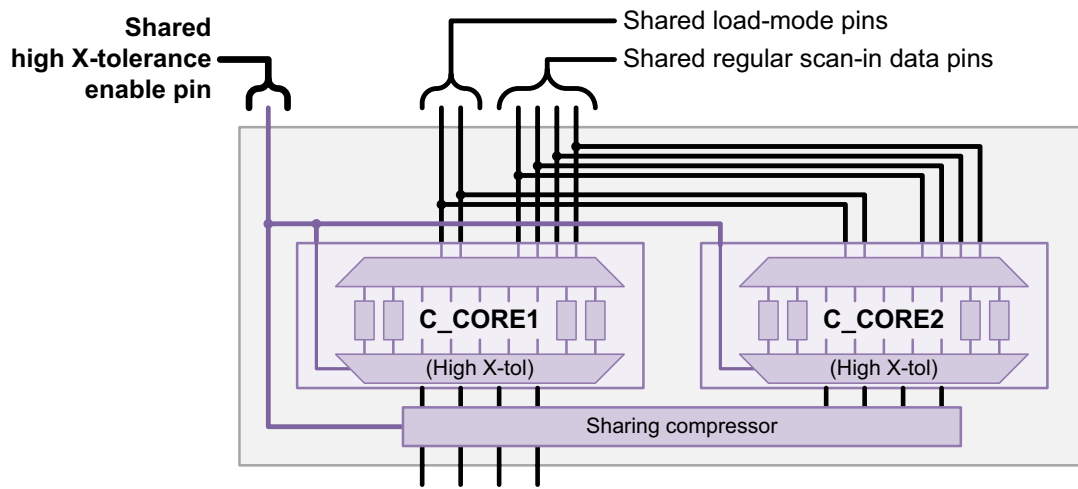 Shared
high X-tolerance
enable pin
Shared load-mode pins
Shared regular scan-in data pins
C_CORE1
(High X-tol)
C_CORE2
(High X-tol)
Sharing compressor